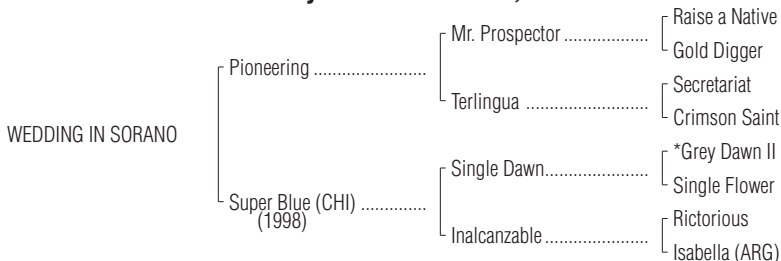 Raise a Native
Mr. Prospector ..................
Gold Digger
Pioneering ........................
Secretariat
Terlingua ..........................
Crimson Saint
WEDDING IN SORANO
*Grey Dawn II
Single Dawn......................
Single Flower
Super Blue (CHI) ..............
(1998)
Rictorious
Inalcanzable......................
Isabella (ARG)